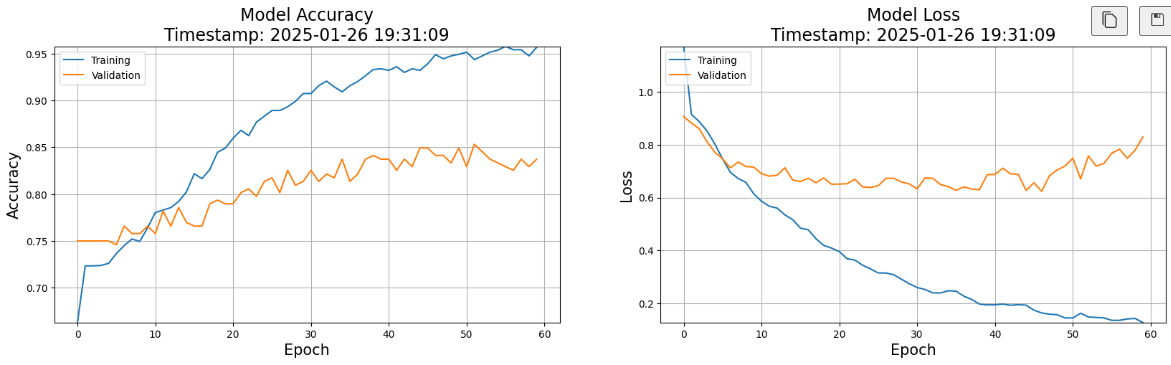 Model Accuracy
Timestamp: 2025-01-26 19:31:09
Training
Validation
0.95
0.90
0.85
0.80
0.75
0.70
Accuracy
0 10 20 30 40 50 60
Epoch
Model Loss
Timestamp: 2025-01-26 19:31:09
Training
Validation
1.0
0.8
0.6
0.4
0.2
Loss
0 10 20 30 40 50 60
Epoch